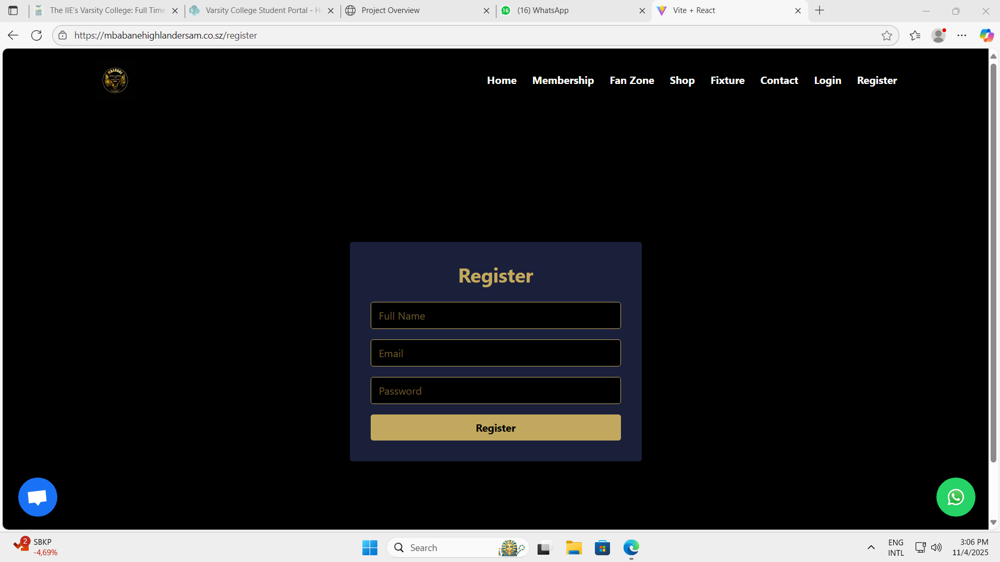 The IIE's Varsity College: Full Time
Varsity College Student Portal - H
Project Overview
16
(16) WhatsApp
Vite + React
https://mbabanehighlandersam.co.sz/register
MBABANE
Home
Membership
Fan Zone
Shop
Fixture
Contact
Login
Register
Register
Full Name
Email
Password
Register
2
SBKP
-4,69%
Search
ENG
INTL
3:06 PM
11/4/2025